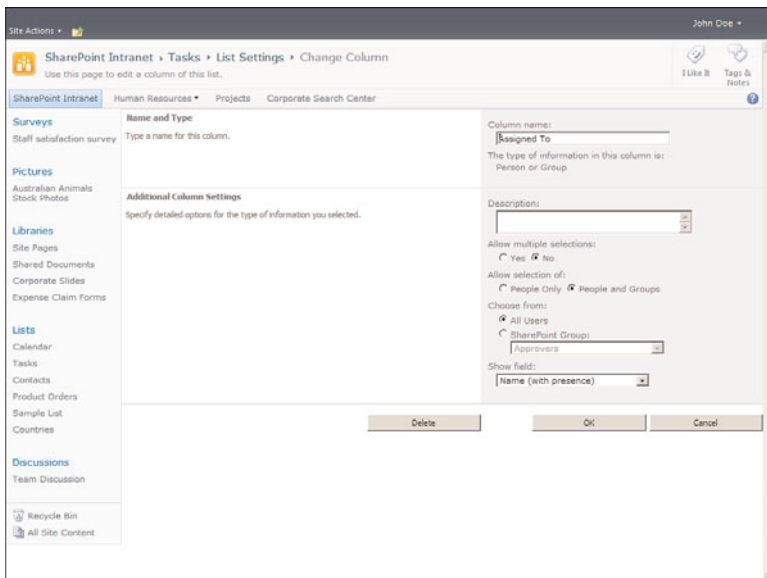 John Doe
Site Actions
SharePoint Intranet › Tasks › List Settings › Change Column
Use this page to edit a column of this list.
I Like It
Tags & Notes
SharePoint Intranet Human Resources Projects Corporate Search Center
Surveys
Staff satisfaction survey
Pictures
Australian Animals
Stock Photos
Libraries
Site Pages
Shared Documents
Corporate Slides
Expense Claim Forms
Lists
Calendar
Tasks
Contacts
Product Orders
Sample List
Countries
Discussions
Team Discussion
Recycle Bin
All Site Content
Name and Type
Type a name for this column.
Column name:
Assigned To
The type of information in this column is:
Person or Group
Additional Column Settings
Specify detailed options for the type of information you selected.
Description:
Allow multiple selections:
Yes No
Allow selection of:
People Only People and Groups
Choose from:
All Users
SharePoint Group:
Approvers
Show field:
Name (with presence)
Delete OK Cancel